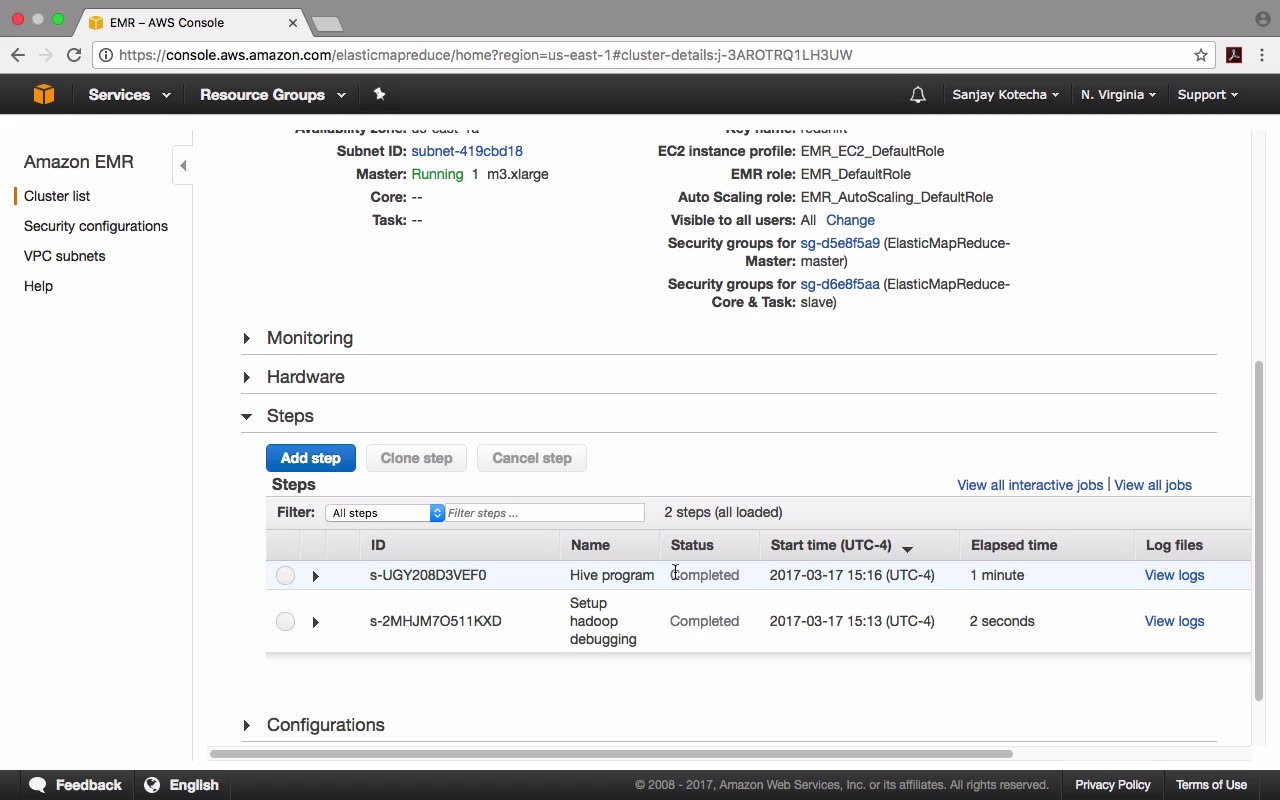 EMR – AWS Console
https://console.aws.amazon.com/elasticmapreduce/home?region=us-east-1#cluster-details:j-3AROTRQ1LH3UW
Services Resource Groups Sanjay Kotecha N. Virginia Support
Amazon EMR
Cluster list
Security configurations
VPC subnets
Help
Availability zone: us-east-1a Key name: redshift
Subnet ID: subnet-419cbd18 EC2 instance profile: EMR_EC2_DefaultRole
Master: Running 1 m3.xlarge EMR role: EMR_DefaultRole
Core: -- Auto Scaling role: EMR_AutoScaling_DefaultRole
Task: -- Visible to all users: All Change
Security groups for sg-d5e8f5a9 (ElasticMapReduce-
Master: master)
Security groups for sg-d6e8f5aa (ElasticMapReduce-
Core & Task: slave)
Monitoring
Hardware
Steps
Add step Clone step Cancel step
Steps View all interactive jobs | View all jobs
Filter: All steps Filter steps ... 2 steps (all loaded)
ID Name Status Start time (UTC-4) Elapsed time Log files
s-UGY208D3VEF0 Hive program Completed 2017-03-17 15:16 (UTC-4) 1 minute View logs
Setup
s-2MHJM7O511KXD hadoop Completed 2017-03-17 15:13 (UTC-4) 2 seconds View logs
debugging
Configurations
Feedback English © 2008 - 2017, Amazon Web Services, Inc. or its affiliates. All rights reserved. Privacy Policy Terms of Use